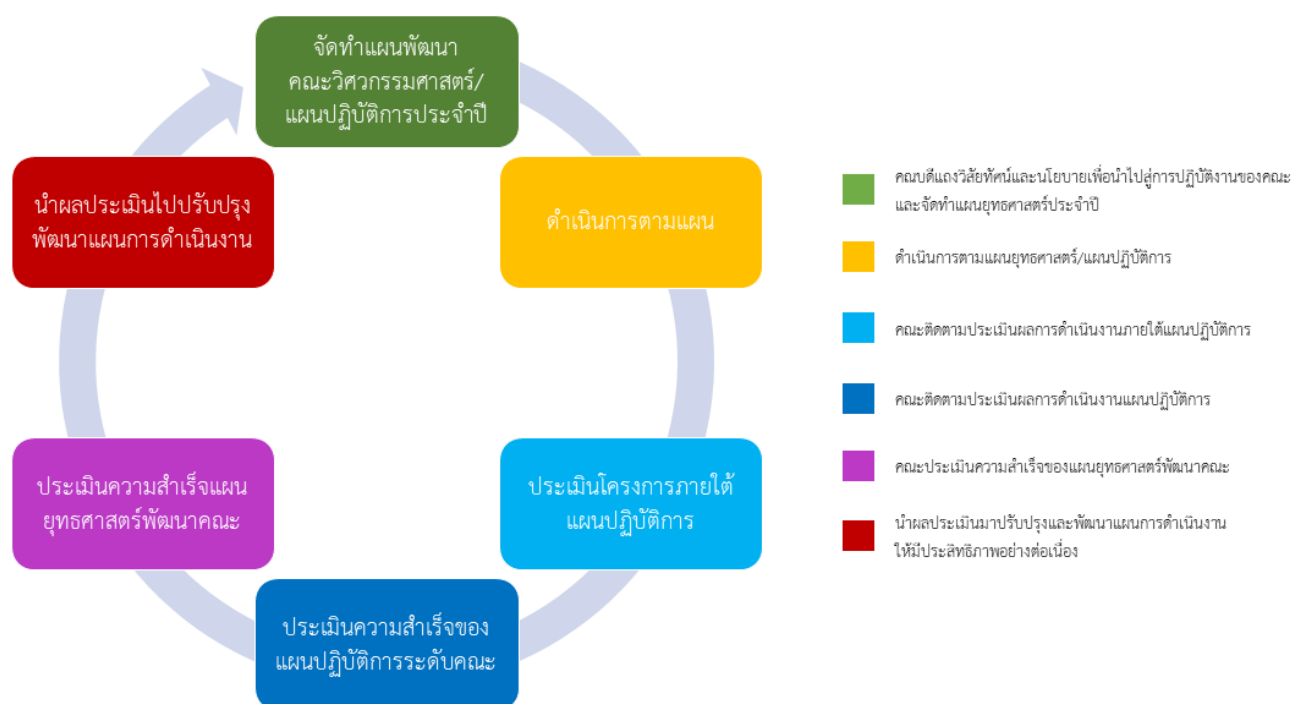 จัดทำแผนพัฒนา
คณะวิศวกรรมศาสตร์/
แผนปฏิบัติการประจำปี
นำผลประเมินไปปรับปรุง
พัฒนาแผนการดำเนินงาน
ดำเนินการตามแผน
ประเมินความสำเร็จแผน
ยุทธศาสตร์พัฒนาคณะ
ประเมินโครงการภายใต้
แผนปฏิบัติการ
ประเมินความสำเร็จของ
แผนปฏิบัติการระดับคณะ
คณบดีแถงวิสัยทัศน์และนโยบายเพื่อนำไปสู่การปฏิบัติงานของคณะ
และจัดทำแผนยุทธศาสตร์ประจำปี
ดำเนินการตามแผนยุทธศาสตร์/แผนปฏิบัติการ
คณะติดตามประเมินผลการดำเนินงานภายใต้แผนปฏิบัติการ
คณะติดตามประเมินผลการดำเนินงานแผนปฏิบัติการ
คณะประเมินความสำเร็จของแผนยุทธศาสตร์พัฒนาคณะ
นำผลประเมินมาปรับปรุงและพัฒนาแผนการดำเนินงาน
ให้มีประสิทธิภาพอย่างต่อเนื่อง